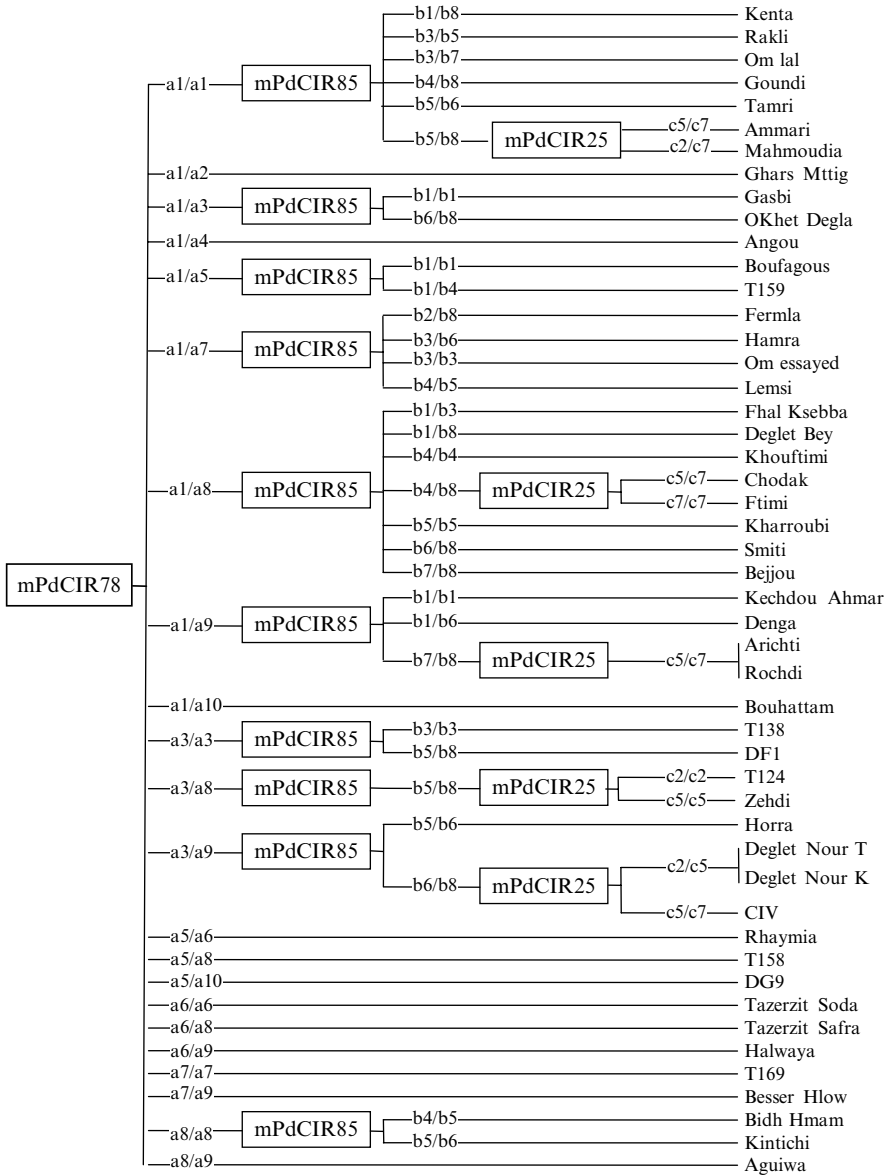 b1/b8 Kenta
b3/b5 Rakli
b3/b7 Om lal
a1/a1 mPdCIR85 b4/b8 Goundi
b5/b6 Tamri
b5/b8 mPdCIR25 c5/c7 Ammari
c2/c7 Mahmoudia
a1/a2 Ghars Mttig
a1/a3 mPdCIR85 b1/b1 Gasbi
b6/b8 OKhet Degla
a1/a4 Angou
a1/a5 mPdCIR85 b1/b1 Boufagous
b1/b4 T159
b2/b8 Fermla
a1/a7 mPdCIR85 b3/b6 Hamra
b3/b3 Om essayed
b4/b5 Lemsi
b1/b3 Fhal Ksebba
b1/b8 Deglet Bey
b4/b4 Khouftimi
a1/a8 mPdCIR85 b4/b8 mPdCIR25 c5/c7 Chodak
c7/c7 Ftimi
b5/b5 Kharroubi
b6/b8 Smiti
b7/b8 Bejjou
mPdCIR78
b1/b1 Kechdou Ahmar
a1/a9 mPdCIR85 b1/b6 Denga
b7/b8 mPdCIR25 c5/c7 Arichti
Rochdi
a1/a10 Bouhattam
a3/a3 mPdCIR85 b3/b3 T138
b5/b8 DF1
a3/a8 mPdCIR85 b5/b8 mPdCIR25 c2/c2 T124
c5/c5 Zehdi
b5/b6 Horra
a3/a9 mPdCIR85 c2/c5 Deglet Nour T
b6/b8 mPdCIR25 Deglet Nour K
c5/c7 CIV
a5/a6 Rhaymia
a5/a8 T158
a5/a10 DG9
a6/a6 Tazerzit Soda
a6/a8 Tazerzit Safra
a6/a9 Halwaya
a7/a7 T169
a7/a9 Besser Hlow
a8/a8 mPdCIR85 b4/b5 Bidh Hmam
b5/b6 Kintichi
a8/a9 Aguiwa